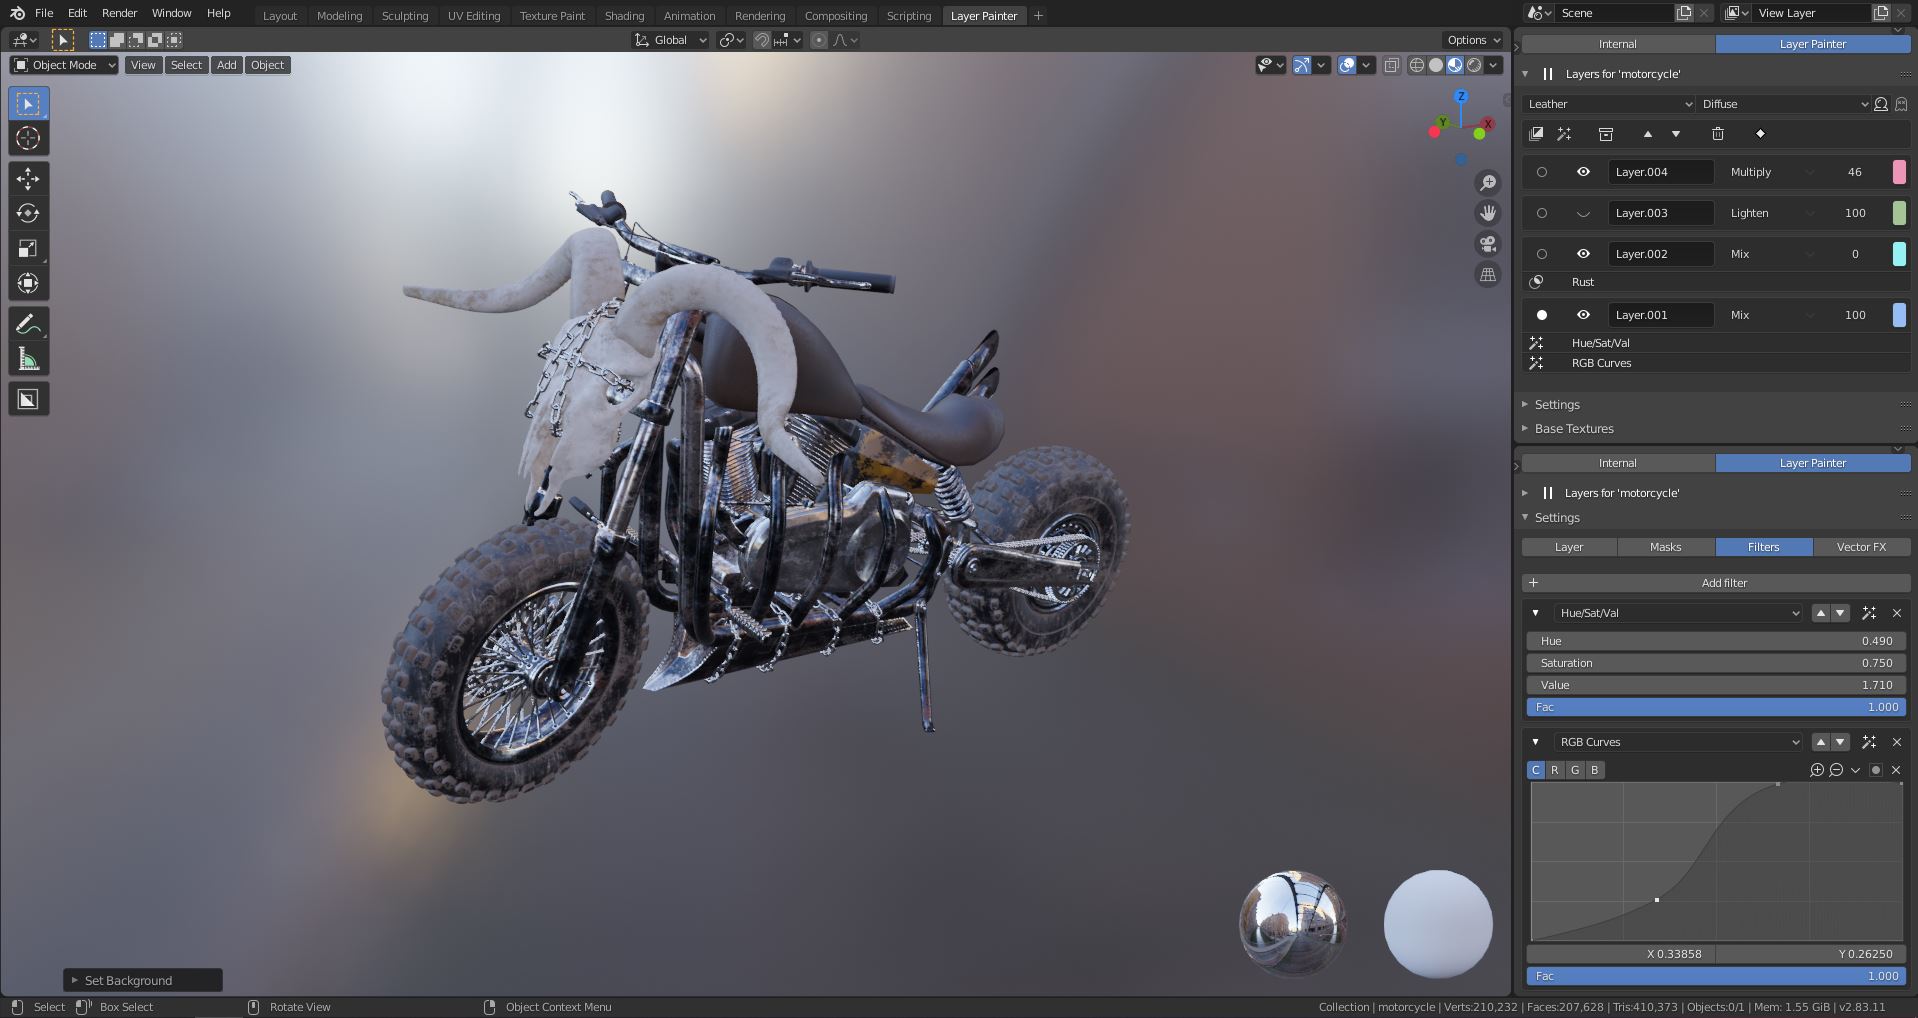 File Edit Render Window Help Layout Modeling Sculpting UV Editing Texture Paint Shading Animation Rendering Compositing Scripting Layer Painter + Scene View Layer
Global Options
Object Mode View Select Add Object
Z
Y X
Internal Layer Painter
Layers for 'motorcycle'
Leather Diffuse
Layer.004 Multiply 46
Layer.003 Lighten 100
Layer.002 Mix 0
Rust
Layer.001 Mix 100
Hue/Sat/Val
RGB Curves
Settings
Base Textures
Internal Layer Painter
Layers for 'motorcycle'
Settings
Layer Masks Filters Vector FX
+ Add filter
Hue/Sat/Val
Hue 0.490
Saturation 0.750
Value 1.710
Fac 1.000
RGB Curves
C R G B
X 0.33858 Y 0.26250
Fac 1.000
Set Background
Select Box Select Rotate View Object Context Menu Collection | motorcycle | Verts:210,232 | Faces:207,628 | Tris:410,373 | Objects:0/1 | Mem: 1.55 GiB | v2.83.11